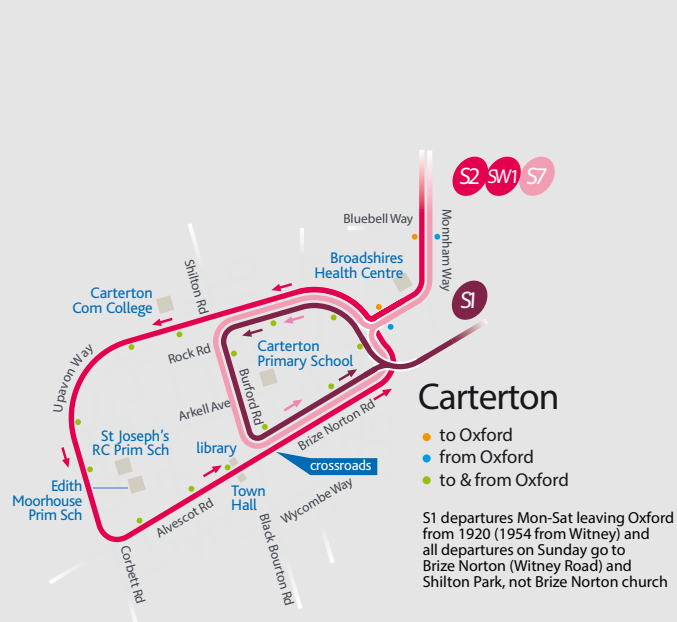 S2 SW1 S7
Bluebell Way
Monnham Way
Broadshires
Health Centre
Shilton Rd
S1
Carterton
Com College
Rock Rd
Carterton
Primary School
Upavon Way
Burford Rd
Arkell Ave
Brize Norton Rd
Carterton
to Oxford
from Oxford
to & from Oxford
St Joseph's
RC Prim Sch
library
crossroads
Edith
Moorhouse
Prim Sch
Town
Hall
Alvescot Rd
Wycombe Way
Black Bourton Rd
Corbett Rd
S1 departures Mon-Sat leaving Oxford
from 1920 (1954 from Witney) and
all departures on Sunday go to
Brize Norton (Witney Road) and
Shilton Park, not Brize Norton church